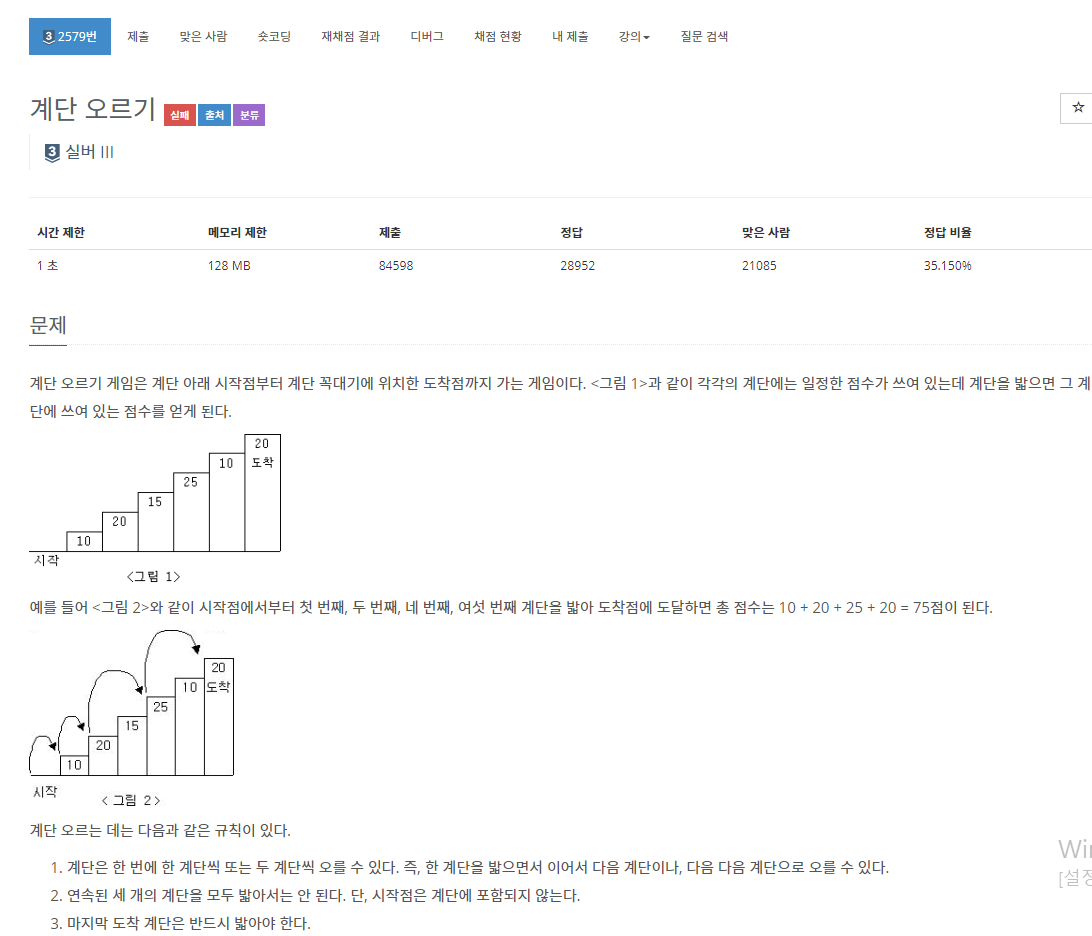 3 2579번 제출 맞은 사람 숏코딩 재채점 결과 디버그 채점 현황 내 제출 강의 질문 검색
계단 오르기 실패 출처 분류
3 실버 III
시간 제한 메모리 제한 제출 정답 맞은 사람 정답 비율
1 초 128 MB 84598 28952 21085 35.150%
문제
계단 오르기 게임은 계단 아래 시작점부터 계단 꼭대기에 위치한 도착점까지 가는 게임이다. <그림 1>과 같이 각각의 계단에는 일정한 점수가 쓰여 있는데 계단을 밟으면 그 계
단에 쓰여 있는 점수를 얻게 된다.
20
10 도착
25
15
20
10
시작
<그림 1>
예를 들어 <그림 2>와 같이 시작점에서부터 첫 번째, 두 번째, 네 번째, 여섯 번째 계단을 밟아 도착점에 도달하면 총 점수는 10 + 20 + 25 + 20 = 75점이 된다.
20
10 도착
25
15
20
10
시작
< 그림 2>
계단 오르는 데는 다음과 같은 규칙이 있다.
1. 계단은 한 번에 한 계단씩 또는 두 계단씩 오를 수 있다. 즉, 한 계단을 밟으면서 이어서 다음 계단이나, 다음 다음 계단으로 오를 수 있다.
2. 연속된 세 개의 계단을 모두 밟아서는 안 된다. 단, 시작점은 계단에 포함되지 않는다.
3. 마지막 도착 계단은 반드시 밟아야 한다.